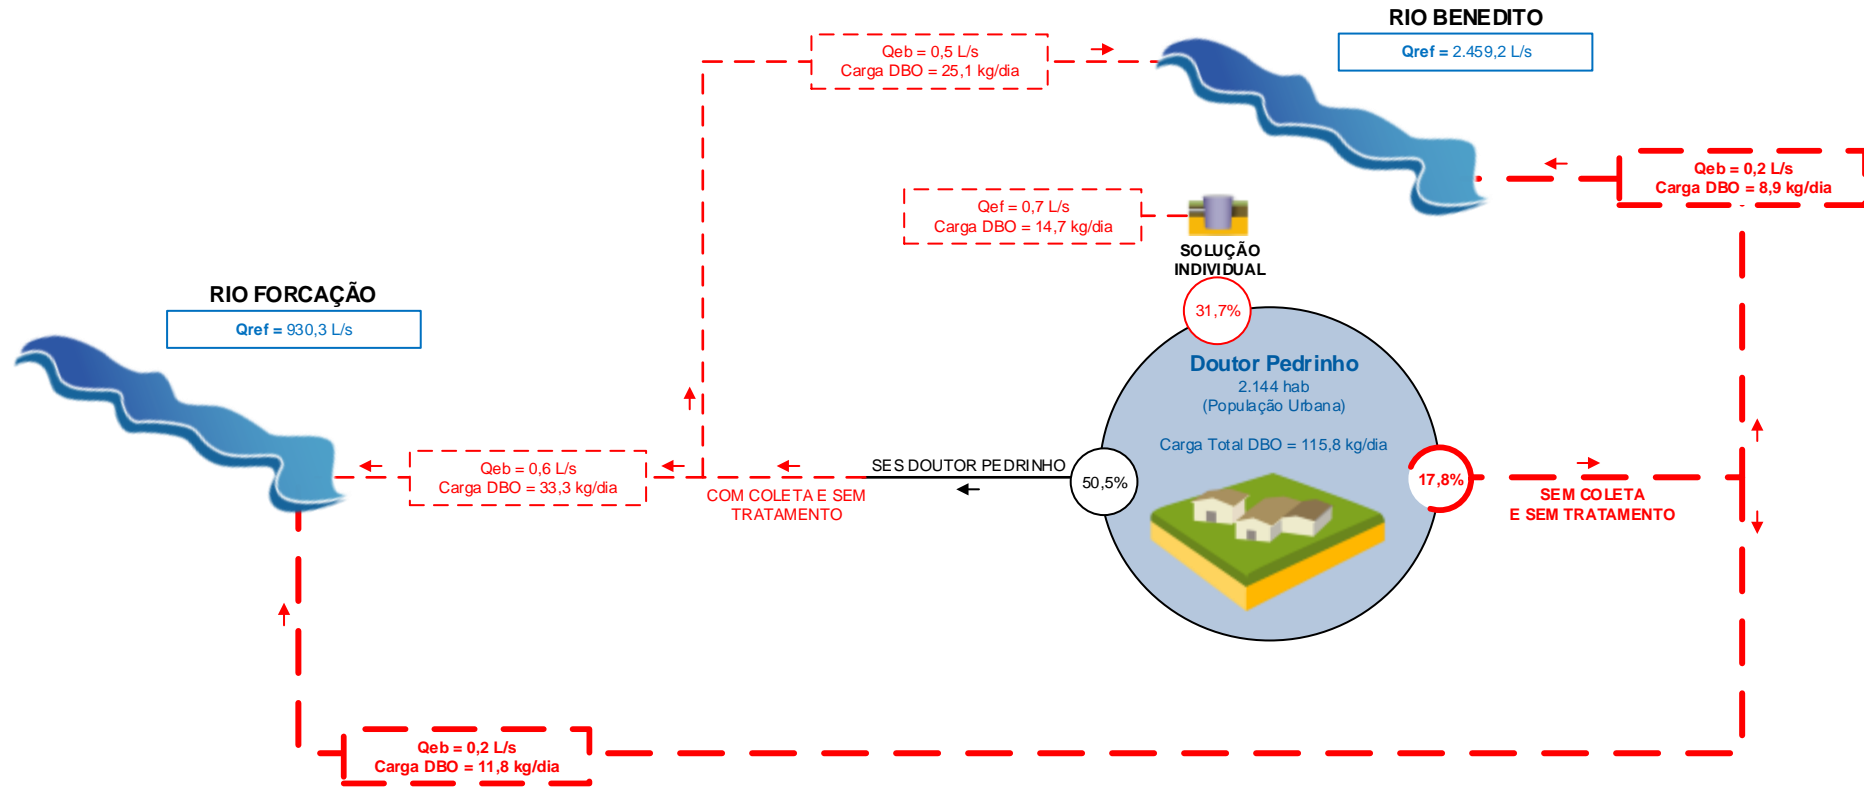 RIO BENEDITO
Qref = 2.459,2 L/s
Qeb = 0,5 L/s
Carga DBO = 25,1 kg/dia
Qeb = 0,2 L/s
Carga DBO = 8,9 kg/dia
Qef = 0,7 L/s
Carga DBO = 14,7 kg/dia
SOLUÇÃO
INDIVIDUAL
31,7%
RIO FORCAÇÃO
Qref = 930,3 L/s
Doutor Pedrinho
2.144 hab
(População Urbana)
Carga Total DBO = 115,8 kg/dia
Qeb = 0,6 L/s
Carga DBO = 33,3 kg/dia
COM COLETA E SEM
TRATAMENTO
SES DOUTOR PEDRINHO
50,5%
17,8%
SEM COLETA
E SEM TRATAMENTO
Qeb = 0,2 L/s
Carga DBO = 11,8 kg/dia